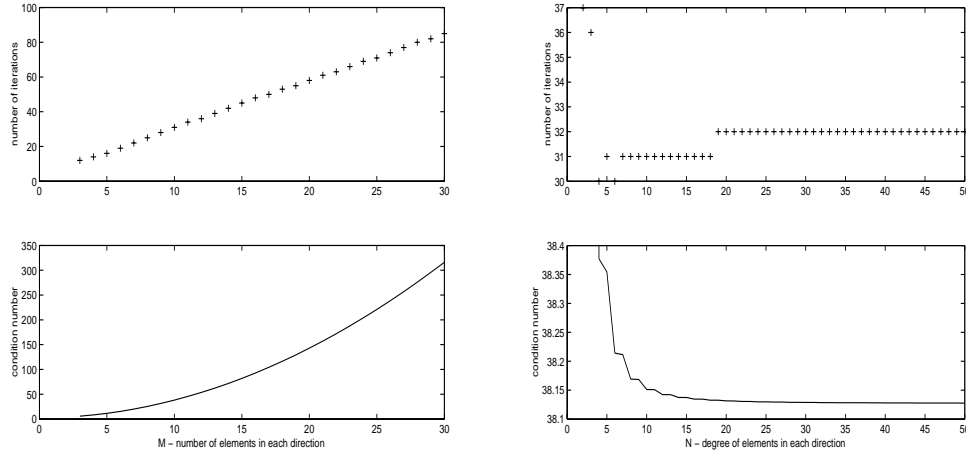 100
80
60
40
20
0
number of iterations
0 5 10 15 20 25 30
37
36
35
34
33
32
31
30
number of iterations
0 5 10 15 20 25 30 35 40 45 50
350
300
250
200
150
100
50
0
condition number
0 5 10 15 20 25 30
M − number of elements in each direction
38.4
38.35
38.3
38.25
38.2
38.15
38.1
condition number
0 5 10 15 20 25 30 35 40 45 50
N − degree of elements in each direction